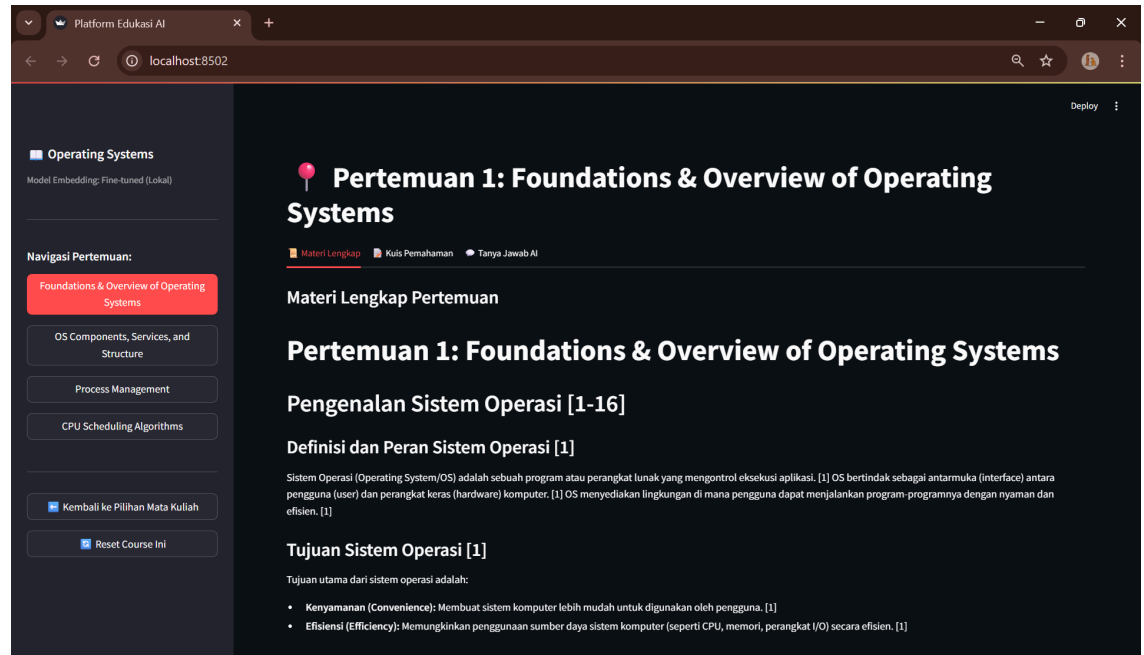 Platform Edukasi AI
localhost:8502
Deploy
Operating Systems
Model Embedding: Fine-tuned (Lokal)
Navigasi Pertemuan:
Foundations & Overview of Operating
Systems
OS Components, Services, and
Structure
Process Management
CPU Scheduling Algorithms
Kembali ke Pilihan Mata Kuliah
Reset Course Ini
Pertemuan 1: Foundations & Overview of Operating
Systems
Materi Lengkap Kuis Pemahaman Tanya Jawab AI
Materi Lengkap Pertemuan
Pertemuan 1: Foundations & Overview of Operating Systems
Pengenalan Sistem Operasi [1-16]
Definisi dan Peran Sistem Operasi [1]
Sistem Operasi (Operating System/OS) adalah sebuah program atau perangkat lunak yang mengontrol eksekusi aplikasi. [1] OS bertindak sebagai antarmuka (interface) antara
pengguna (user) dan perangkat keras (hardware) komputer. [1] OS menyediakan lingkungan di mana pengguna dapat menjalankan program-programnya dengan nyaman dan
efisien. [1]
Tujuan Sistem Operasi [1]
Tujuan utama dari sistem operasi adalah:
• Kenyamanan (Convenience): Membuat sistem komputer lebih mudah untuk digunakan oleh pengguna. [1]
• Efisiensi (Efficiency): Memungkinkan penggunaan sumber daya sistem komputer (seperti CPU, memori, perangkat I/O) secara efisien. [1]